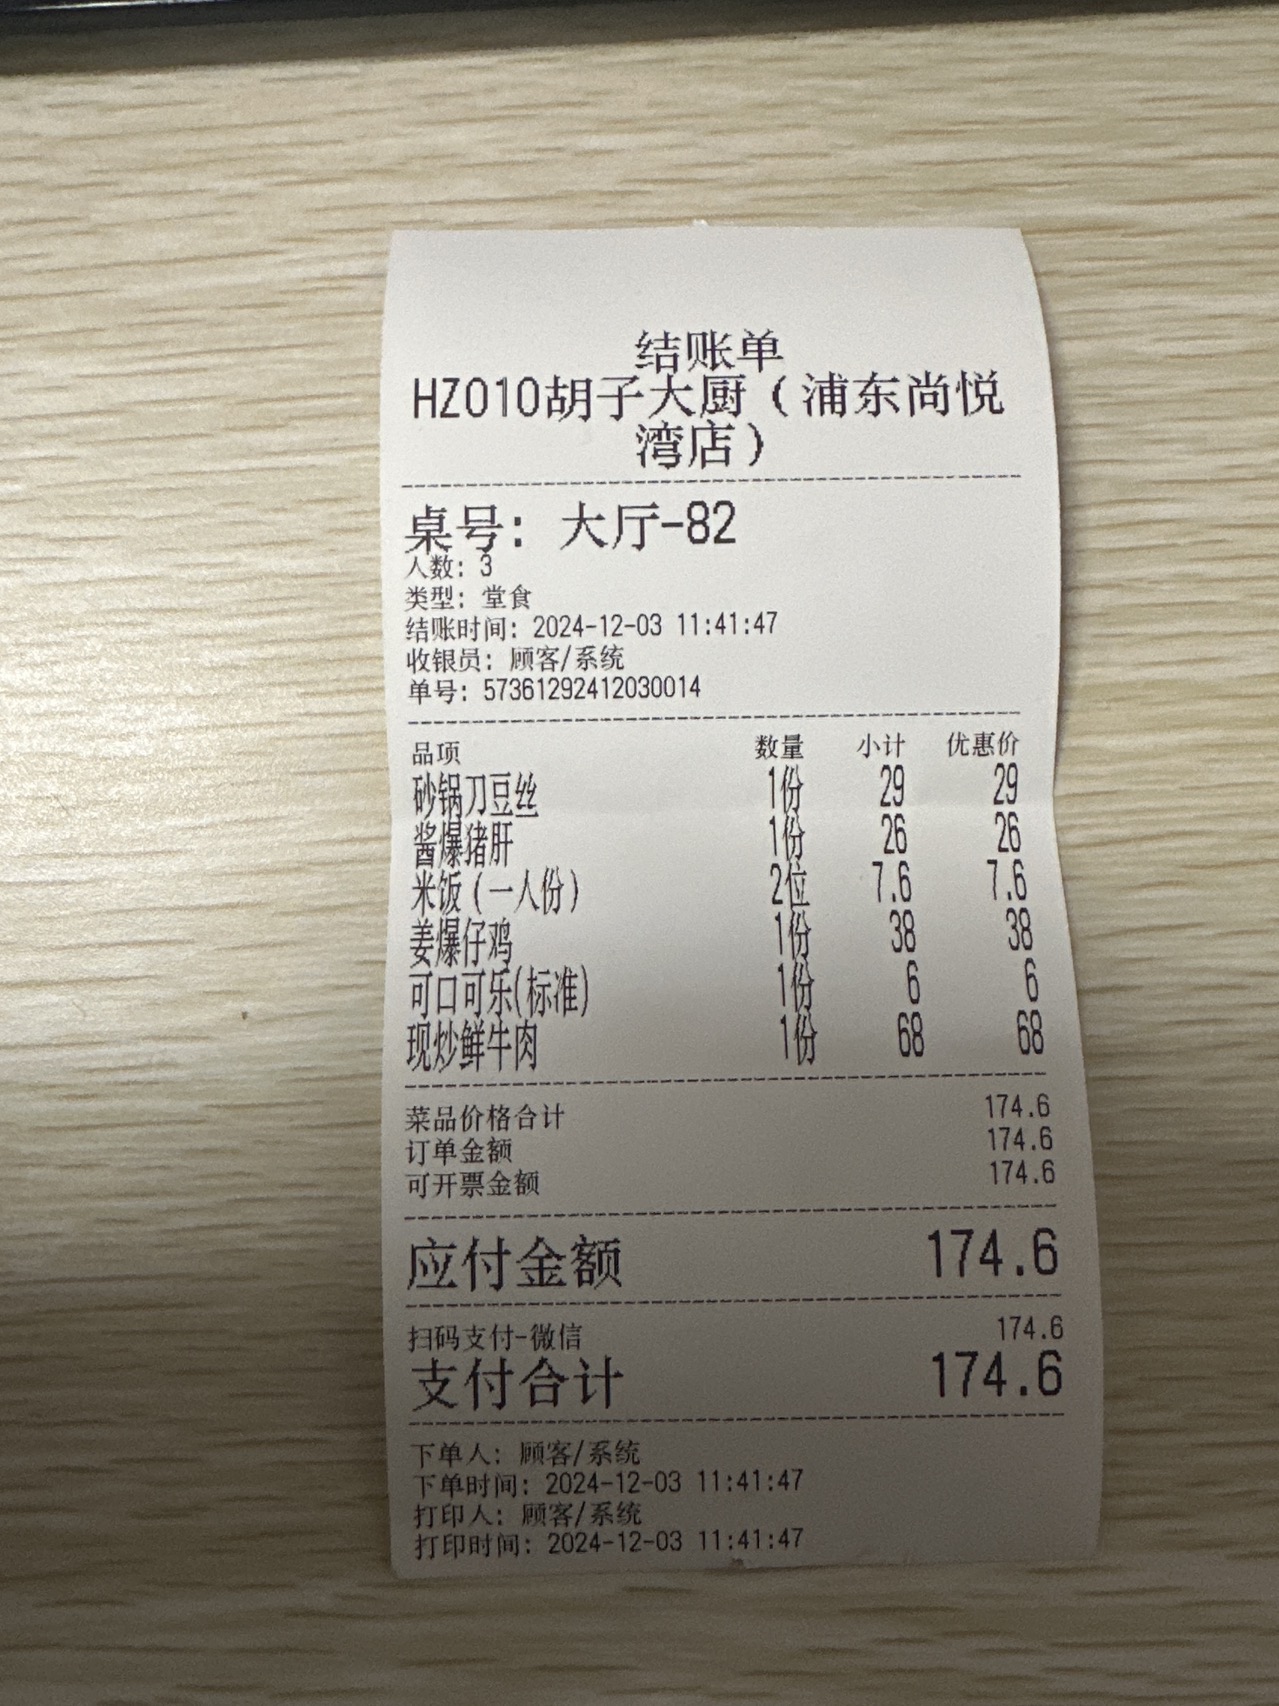 结账单
HZ010胡子大厨（浦东尚悦
湾店）
桌号： 大厅-82
人数： 3
类型： 堂食
结账时间： 2024-12-03 11:41:47
收银员： 顾客/系统
单号： 57361292412030014
品项 数量 小计 优惠价
砂锅刀豆丝 1份 29 29
酱爆猪肝 1份 26 26
米饭（一人份） 2位 7.6 7.6
姜爆仔鸡 1份 38 38
可口可乐(标准) 1份 6 6
现炒鲜牛肉 1份 68 68
菜品价格合计 174.6
订单金额 174.6
可开票金额 174.6
应付金额 174.6
扫码支付-微信 174.6
支付合计 174.6
下单人： 顾客/系统
下单时间： 2024-12-03 11:41:47
打印人： 顾客/系统
打印时间： 2024-12-03 11:41:47